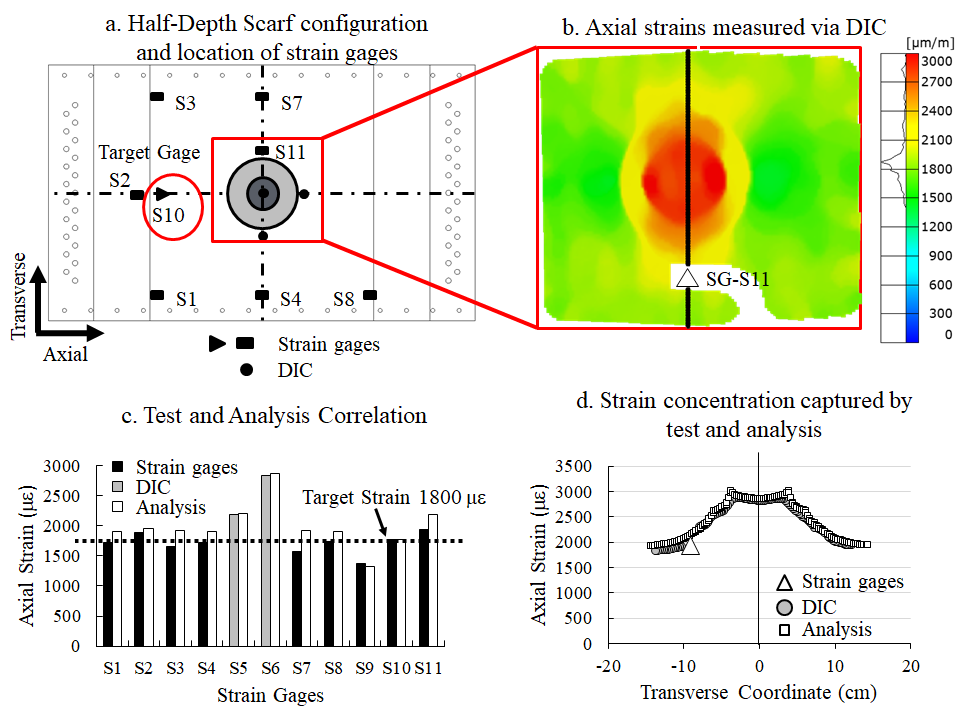 a. Half-Depth Scarf configuration
and location of strain gages
S3
S7
Target Gage
S11
S2
S10
S1
S4
S8
Transverse
Axial
Strain gages
DIC
b. Axial strains measured via DIC
[µm/m]
3000
2700
2400
2100
1800
1500
1200
900
600
300
0
SG-S11
c. Test and Analysis Correlation
Axial Strain (µε)
3000
2500
2000
1500
1000
500
0
Strain gages
DIC
Analysis
Target Strain 1800 µε
S1 S2 S3 S4 S5 S6 S7 S8 S9 S10 S11
Strain Gages
d. Strain concentration captured by
test and analysis
Axial Strain (µε)
3500
3000
2500
2000
1500
1000
500
0
Strain gages
DIC
Analysis
-20 -10 0 10 20
Transverse Coordinate (cm)